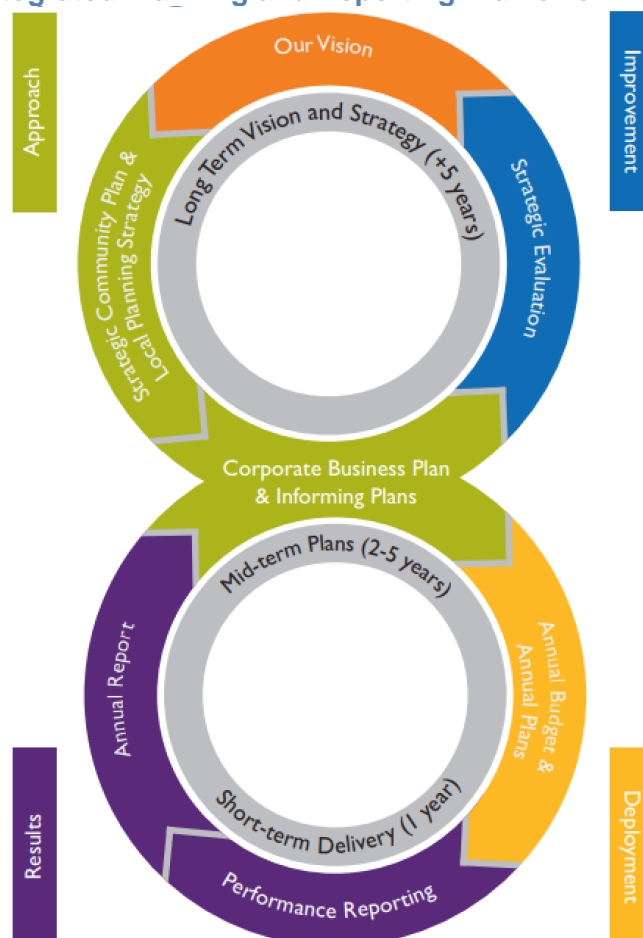 Approach
Improvement
Our Vision
Long Term Vision and Strategy (+5 years)
Strategic Community Plan &
Local Planning Strategy
Strategic Evaluation
Corporate Business Plan
& Informing Plans
Mid-term Plans (2-5 years)
Annual Report
Annual Budget &
Annual Plans
Short-term Delivery (1 year)
Performance Reporting
Results
Deployment